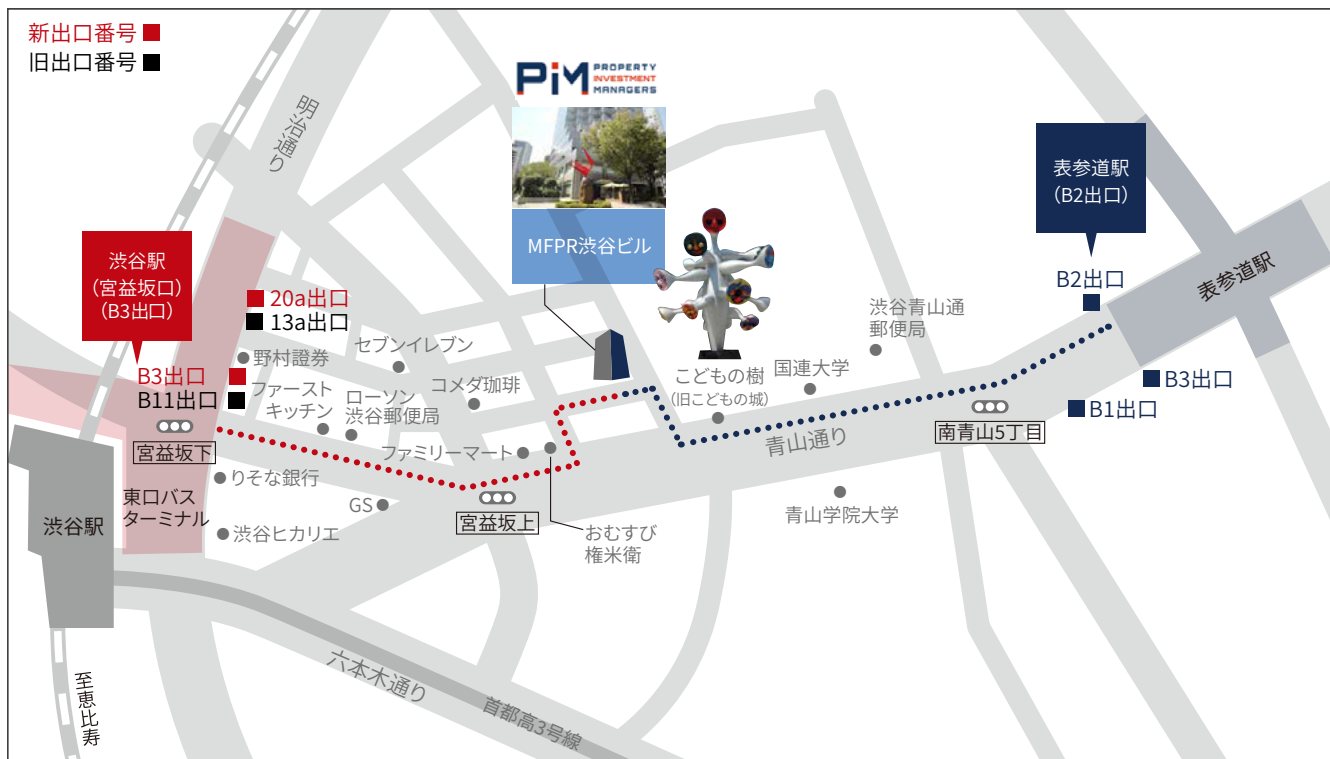 新出口番号
旧出口番号
明治通り
PiM PROPERTY
INVESTMENT
MANAGERS
MFPR渋谷ビル
表参道駅
（B2出口）
渋谷駅
（宮益坂口）
（B3出口）
B2出口
表参道駅
20a出口
13a出口
野村證券
セブンイレブン
渋谷青山通
郵便局
B3出口
B11出口
ファースト
キッチン
ローソン
渋谷郵便局
コメダ珈琲
こどもの樹
（旧こどもの城）
国連大学
B3出口
B1出口
宮益坂下
ファミリーマート
青山通り
南青山5丁目
りそな銀行
東口バス
ターミナル
GS
宮益坂上
青山学院大学
渋谷駅
渋谷ヒカリエ
おむすび
権米衛
六本木通り
首都高3号線
至恵比寿